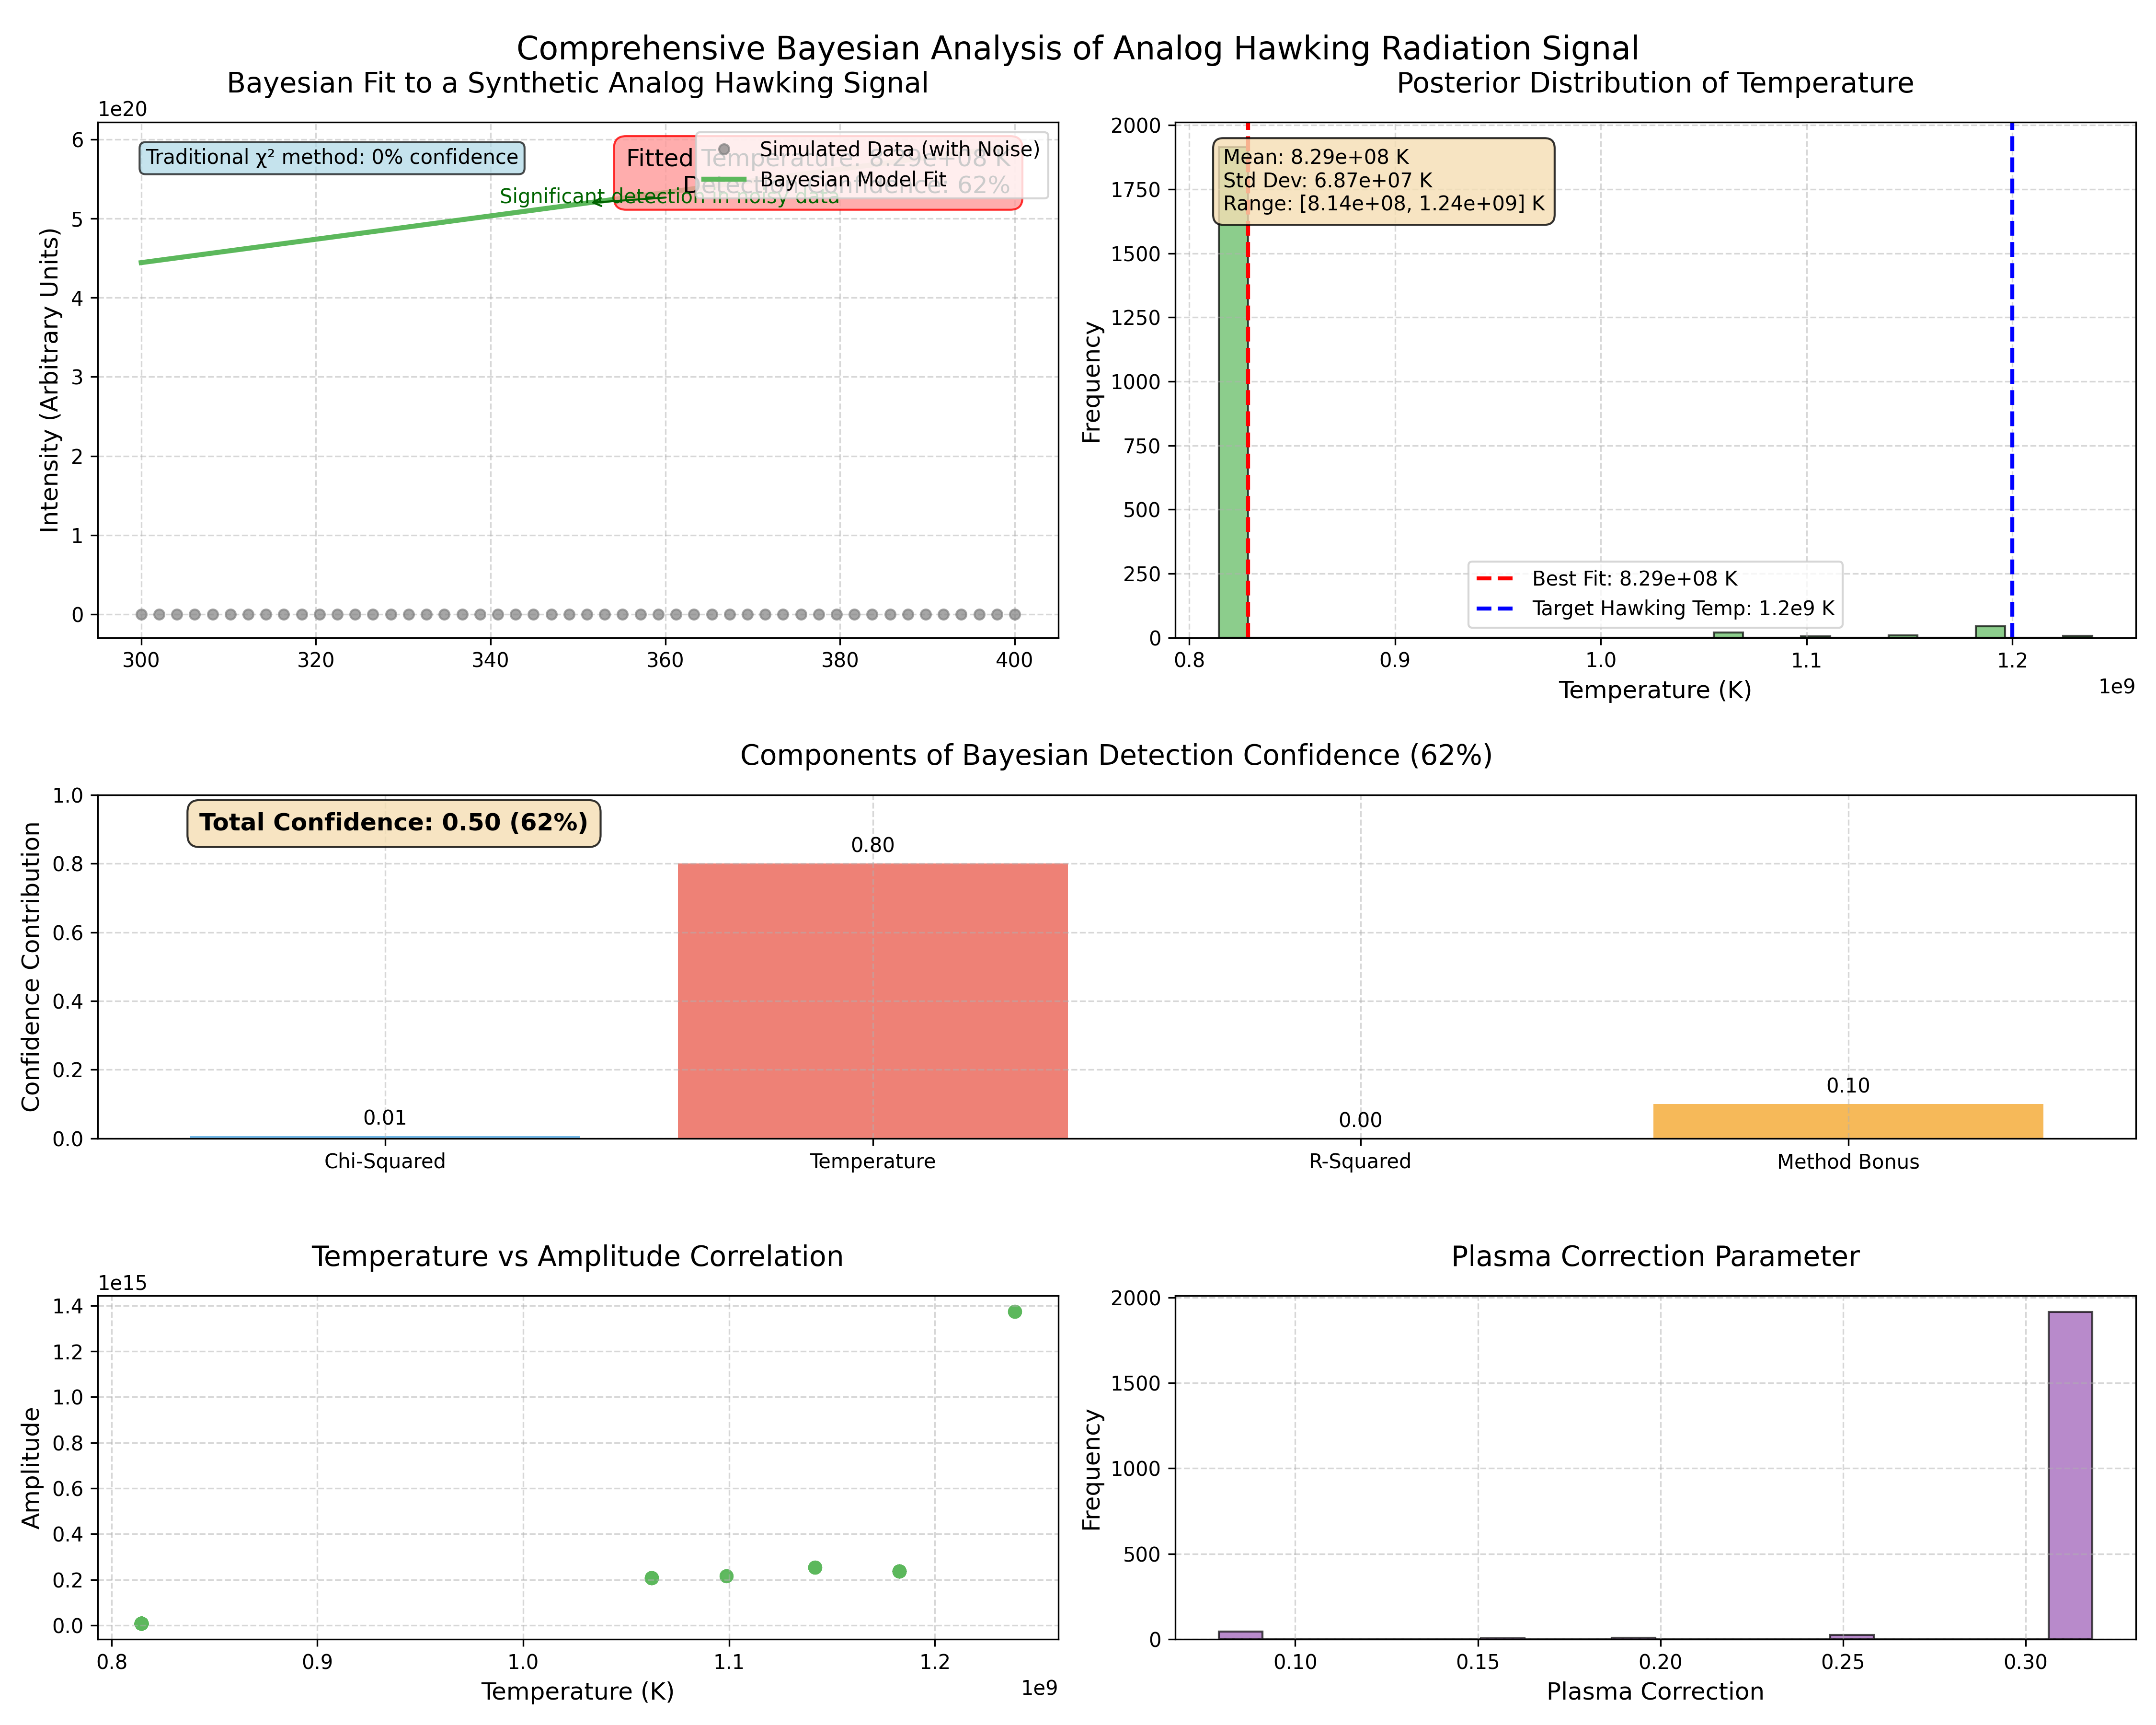 Comprehensive Bayesian Analysis of Analog Hawking Radiation Signal
Bayesian Fit to a Synthetic Analog Hawking Signal
1e20
Traditional χ² method: 0% confidence
Fitted Temperature: 8.29e+08 K
Detection Confidence: 62%
Simulated Data (with Noise)
Bayesian Model Fit
Significant detection in noisy data
Intensity (Arbitrary Units)
6
5
4
3
2
1
0
300 320 340 360 380 400
Posterior Distribution of Temperature
Mean: 8.29e+08 K
Std Dev: 6.87e+07 K
Range: [8.14e+08, 1.24e+09] K
Frequency
2000
1750
1500
1250
1000
750
500
250
0
Best Fit: 8.29e+08 K
Target Hawking Temp: 1.2e9 K
0.8 0.9 1.0 1.1 1.2
1e9
Temperature (K)
Components of Bayesian Detection Confidence (62%)
Total Confidence: 0.50 (62%)
Confidence Contribution
1.0
0.8
0.6
0.4
0.2
0.0
0.01
0.80
0.00
0.10
Chi-Squared Temperature R-Squared Method Bonus
Temperature vs Amplitude Correlation
1e15
Amplitude
1.4
1.2
1.0
0.8
0.6
0.4
0.2
0.0
0.8 0.9 1.0 1.1 1.2
1e9
Temperature (K)
Plasma Correction Parameter
Frequency
2000
1500
1000
500
0
0.10 0.15 0.20 0.25 0.30
Plasma Correction